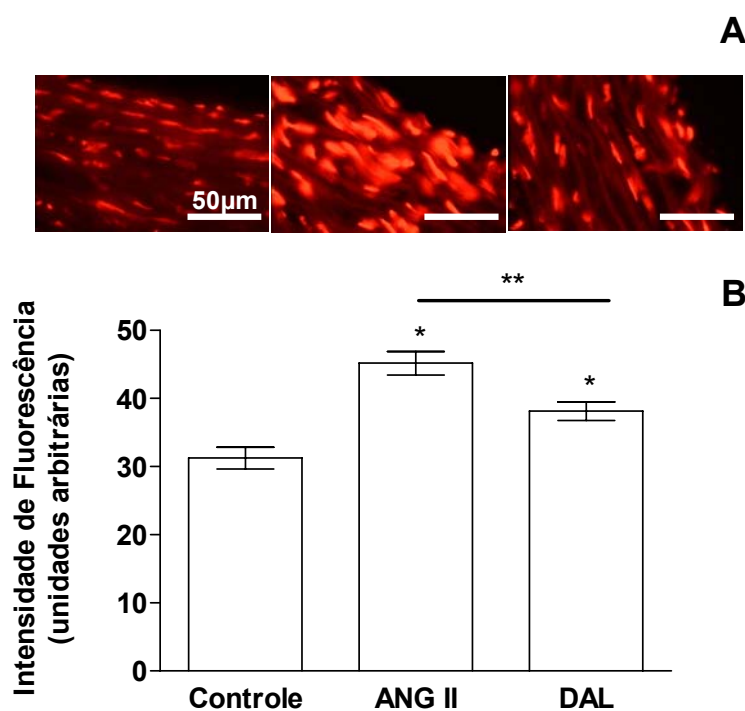 A
50µm
B
**
*
*
Intensidade de Fluorescência
(unidades arbitrárias)
50
40
30
20
10
0
Controle ANG II DAL